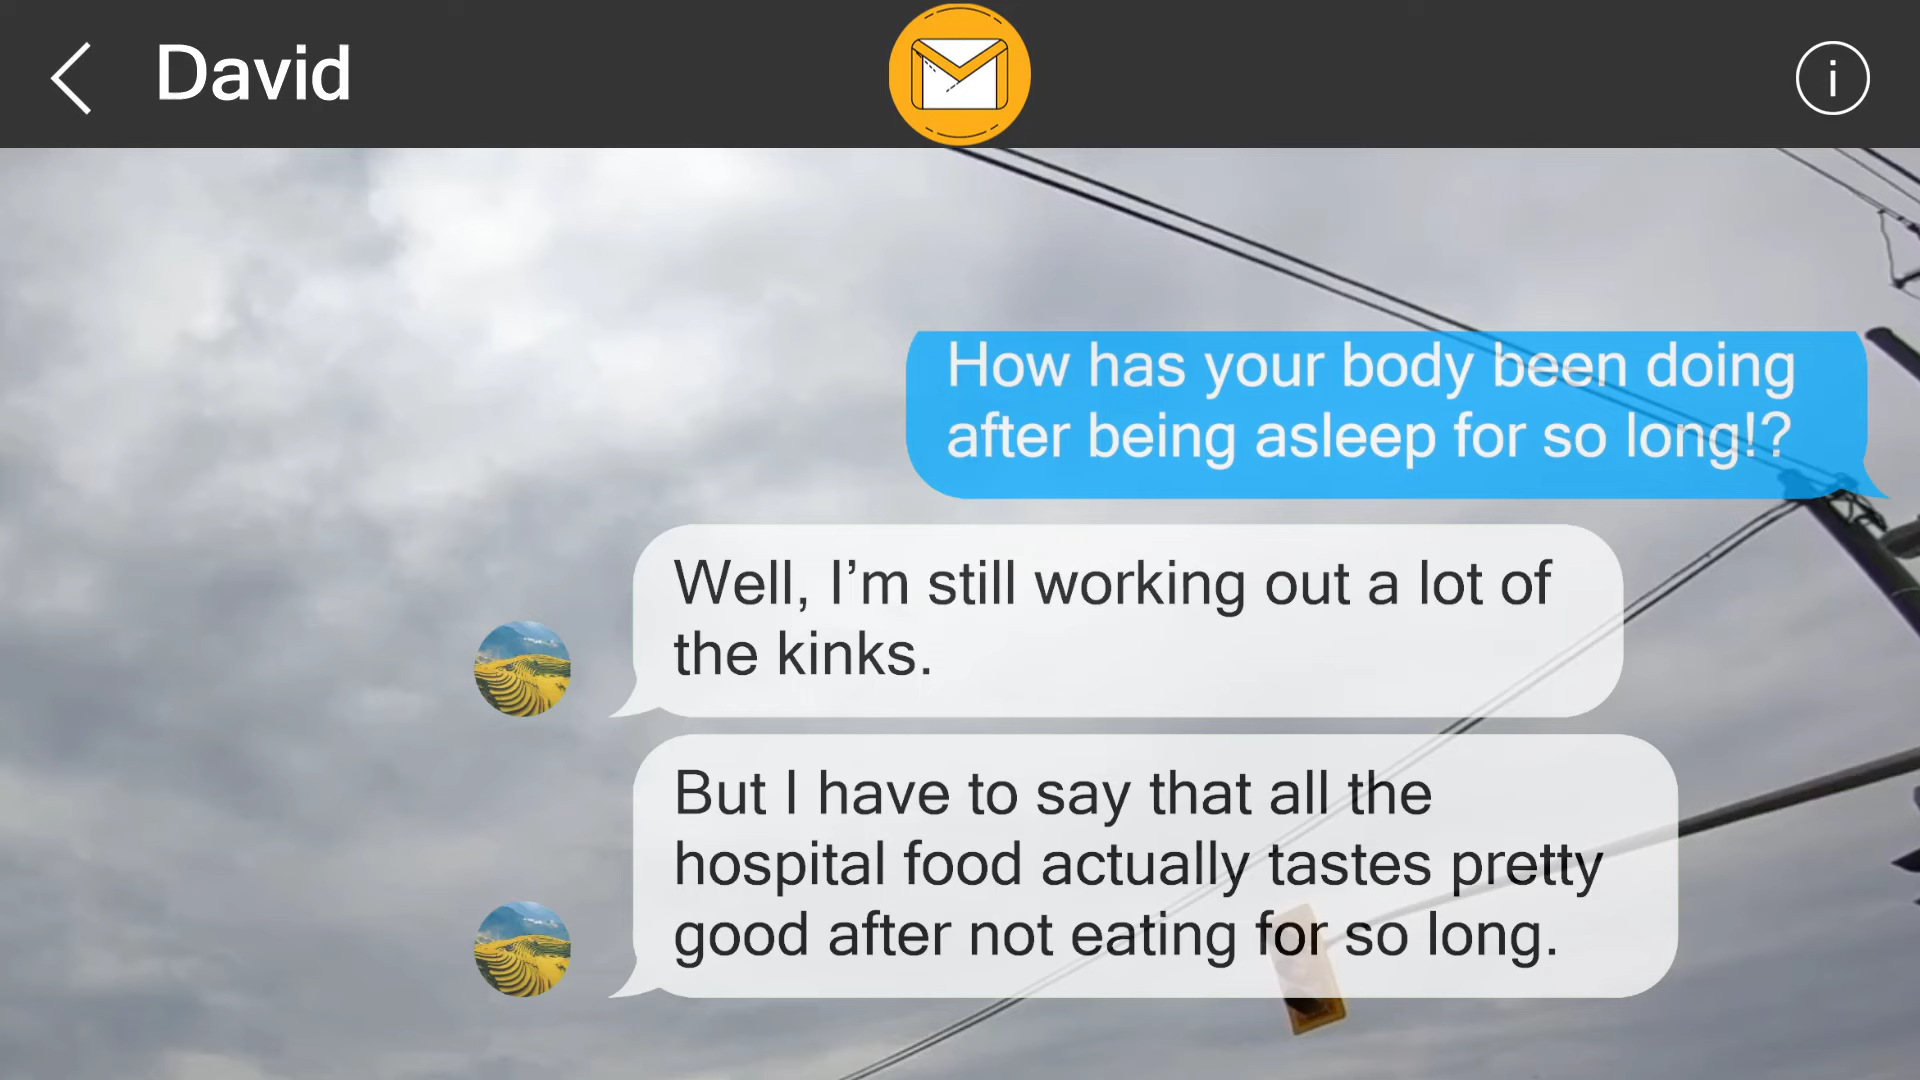 David
i
How has your body been doing
after being asleep for so long!?
Well, I’m still working out a lot of
the kinks.
But I have to say that all the
hospital food actually tastes pretty
good after not eating for so long.